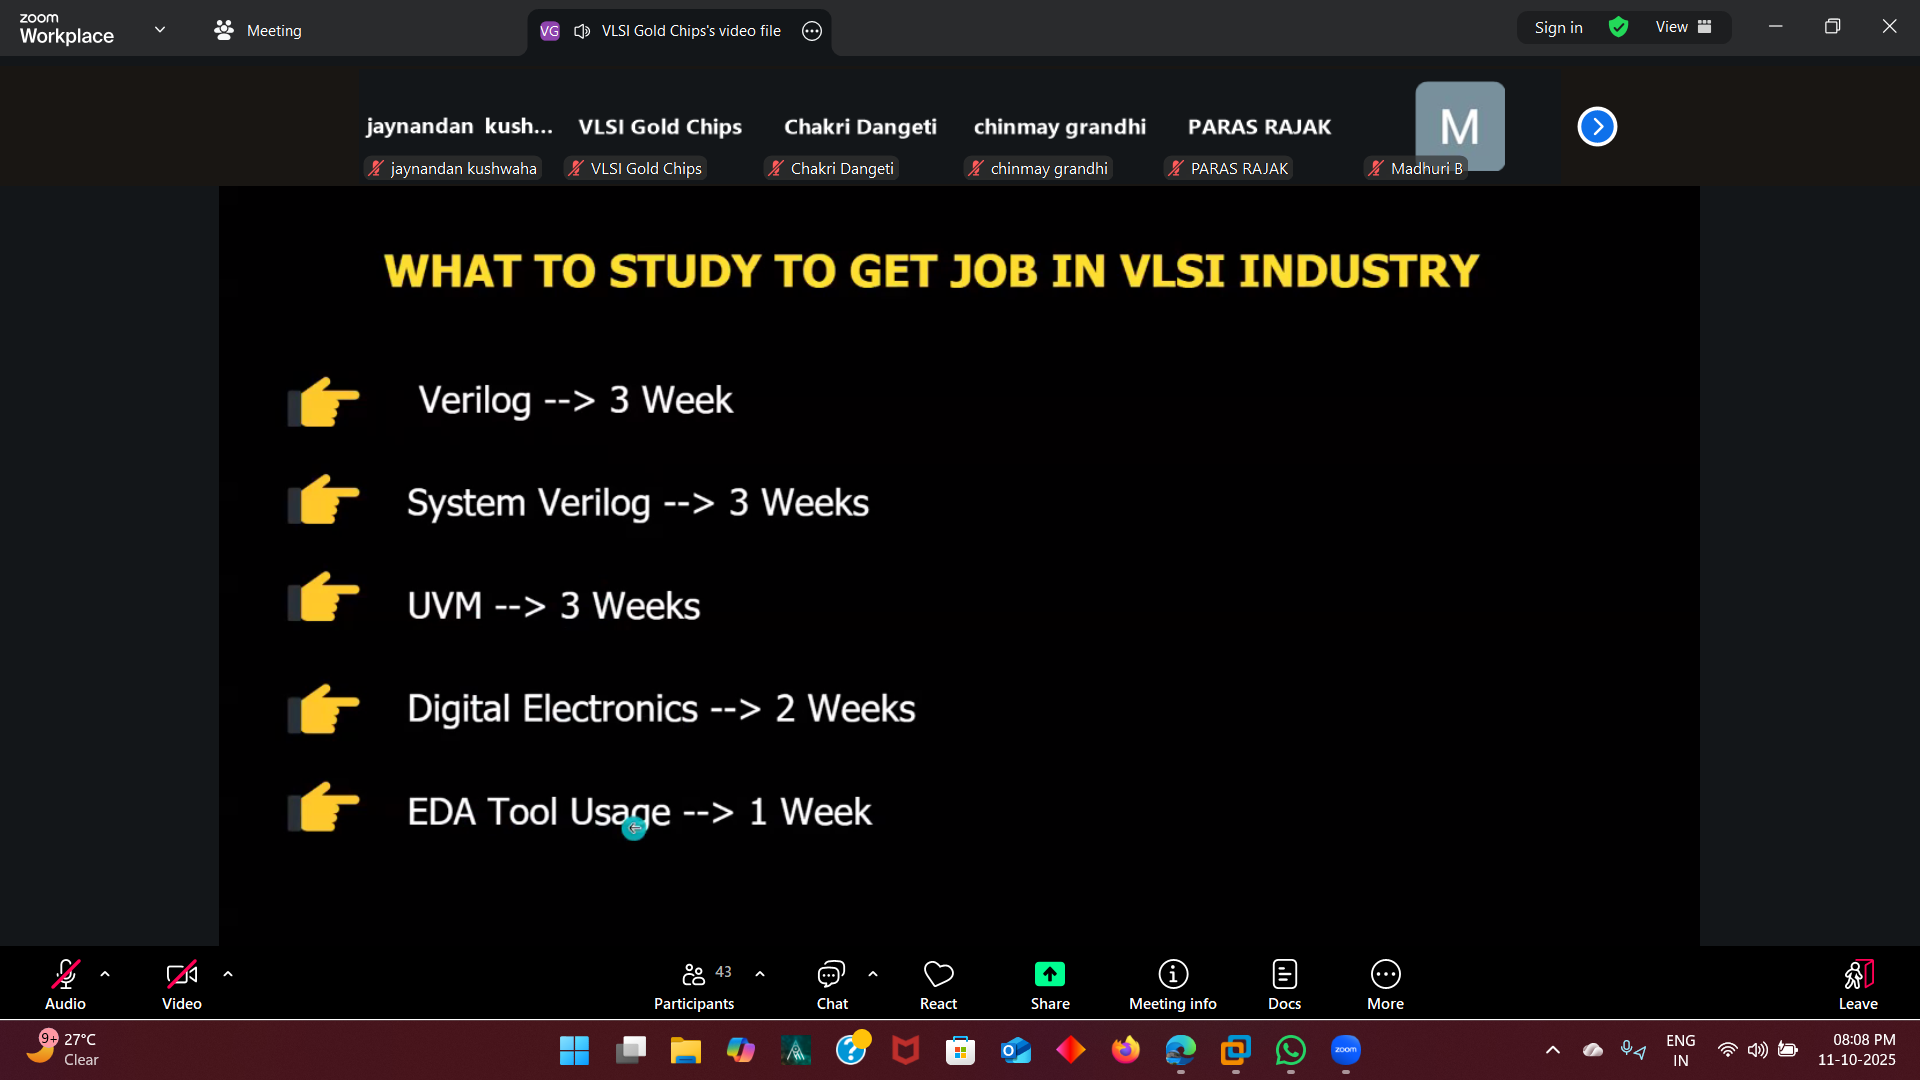 zoom
Workplace
Meeting
VG
VLSI Gold Chips's video file
Sign in
View
jaynandan kush...
VLSI Gold Chips
Chakri Dangeti
chinmay grandhi
PARAS RAJAK
M
jaynandan kushwaha
VLSI Gold Chips
Chakri Dangeti
chinmay grandhi
PARAS RAJAK
Madhuri B
WHAT TO STUDY TO GET JOB IN VLSI INDUSTRY
Verilog --> 3 Week
System Verilog --> 3 Weeks
UVM --> 3 Weeks
Digital Electronics --> 2 Weeks
EDA Tool Usage --> 1 Week
Audio
Video
43
Participants
Chat
React
Share
Meeting info
Docs
More
Leave
9+
27°C
Clear
zoom
ENG
IN
08:08 PM
11-10-2025